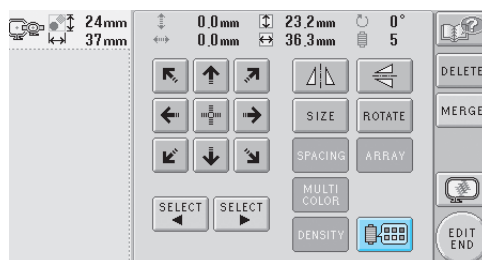 24mm 0.0mm 23.2mm 0°
37mm 0.0mm 36.3mm 5
DELETE
SIZE ROTATE MERGE
SPACING ARRAY
MULTI
COLOR
SELECT SELECT
DENSITY EDIT
END